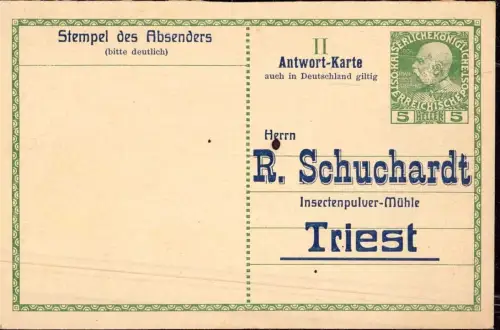 Stempel des Absenders
(bitte deutlich)
II
Antwort-Karte
auch in Deutschland giltig
KAISERLICHE KÖNIGLICHE
ÖSTERREICHISCHE POST
5 HELLER 5
Herrn
R. Schuchardt
Insectenpulver-Mühle
Triest